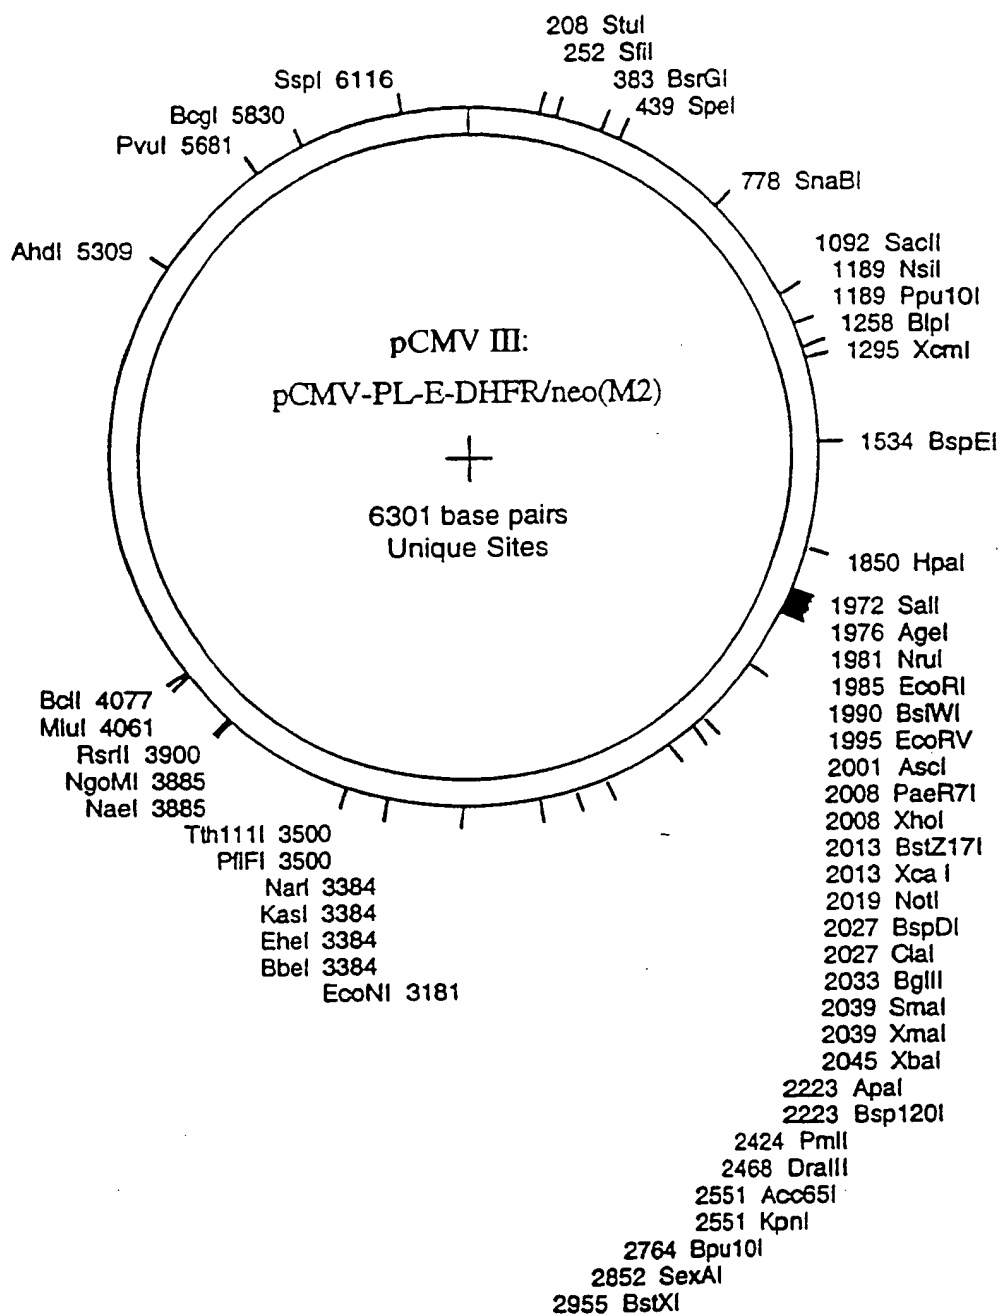 208 StuI
252 SfiI
383 BsrGI
439 SpeI
778 SnaBI
1092 SacII
1189 NsiI
1189 Ppu10I
1258 BlpI
1295 XcmI
1534 BspEI
1850 HpaI
1972 SalI
1976 AgeI
1981 NruI
1985 EcoRI
1990 BsiWI
1995 EcoRV
2001 AscI
2008 PaeR7I
2008 XhoI
2013 BstZ17I
2013 Xca I
2019 NotI
2027 BspDI
2027 ClaI
2033 BglII
2039 SmaI
2039 XmaI
2045 XbaI
2223 ApaI
2223 Bsp120I
2424 PmlI
2468 DraIII
2551 Acc65I
2551 KpnI
2764 Bpu10I
2852 SexAI
2955 BstXI
EcoNI 3181
BbeI 3384
EheI 3384
KasI 3384
NarI 3384
PflFI 3500
Tth111I 3500
NaeI 3885
NgoMI 3885
RsrII 3900
MluI 4061
BclI 4077
AhdI 5309
PvuI 5681
BcgI 5830
SspI 6116
pCMV III:
pCMV-PL-E-DHFR/neo(M2)
6301 base pairs
Unique Sites